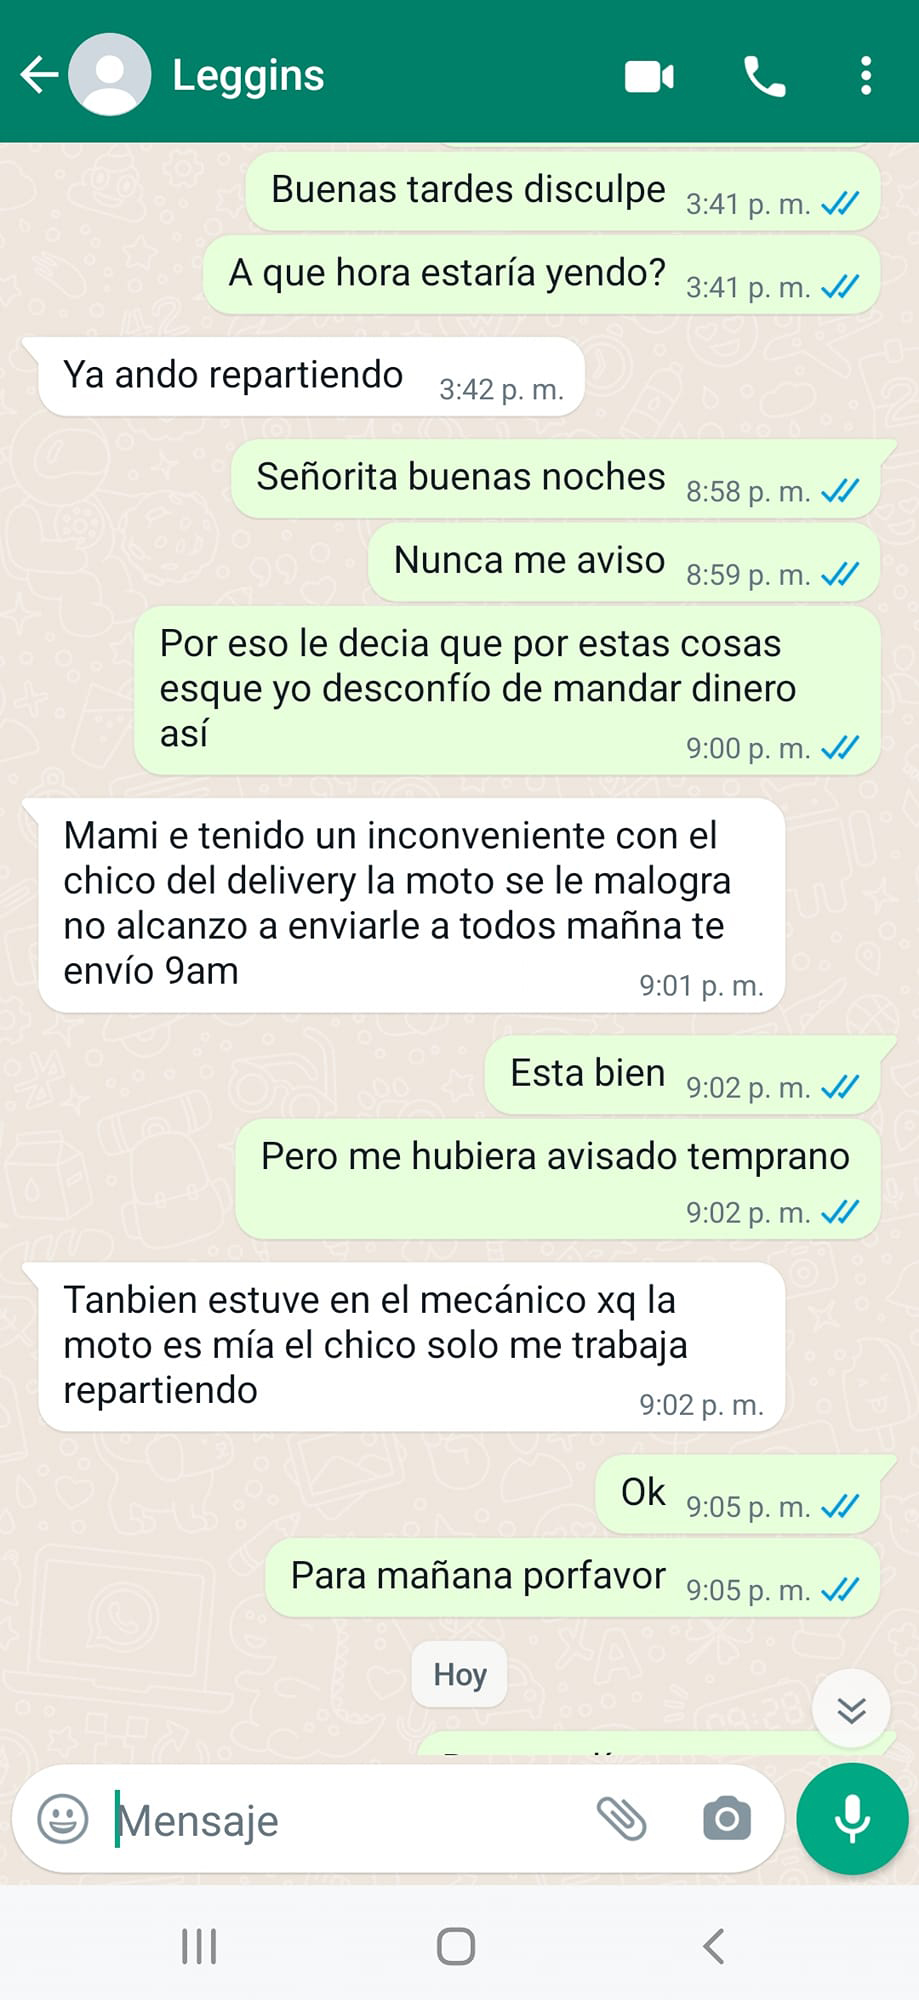 Leggins
Buenas tardes disculpe 3:41 p. m.
A que hora estaría yendo? 3:41 p. m.
Ya ando repartiendo 3:42 p. m.
Señorita buenas noches 8:58 p. m.
Nunca me aviso 8:59 p. m.
Por eso le decia que por estas cosas
esque yo desconfío de mandar dinero
así 9:00 p. m.
Mami e tenido un inconveniente con el
chico del delivery la moto se le malogra
no alcanzo a enviarle a todos mañna te
envío 9am 9:01 p. m.
Esta bien 9:02 p. m.
Pero me hubiera avisado temprano
9:02 p. m.
Tanbien estuve en el mecánico xq la
moto es mía el chico solo me trabaja
repartiendo 9:02 p. m.
Ok 9:05 p. m.
Para mañana porfavor 9:05 p. m.
Hoy
Mensaje